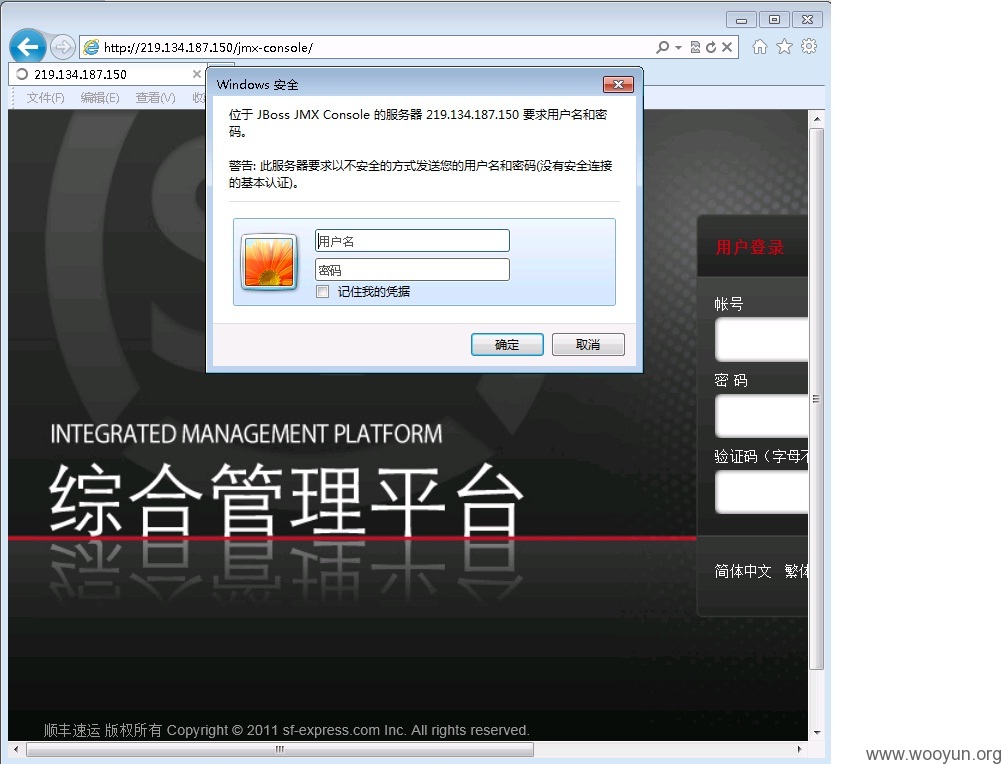 http://219.134.187.150/jmx-console/
219.134.187.150
文件(F) 编辑(E) 查看(V) 收
Windows 安全
位于 JBoss JMX Console 的服务器 219.134.187.150 要求用户名和密
码。
警告: 此服务器要求以不安全的方式发送您的用户名和密码(没有安全连接
的基本认证)。
用户名
密码
记住我的凭据
确定 取消
用户登录
帐号
密 码
验证码（字母不
简体中文 繁体
INTEGRATED MANAGEMENT PLATFORM
综合管理平台
顺丰速运 版权所有 Copyright © 2011 sf-express.com Inc. All rights reserved.
www.wooyun.org